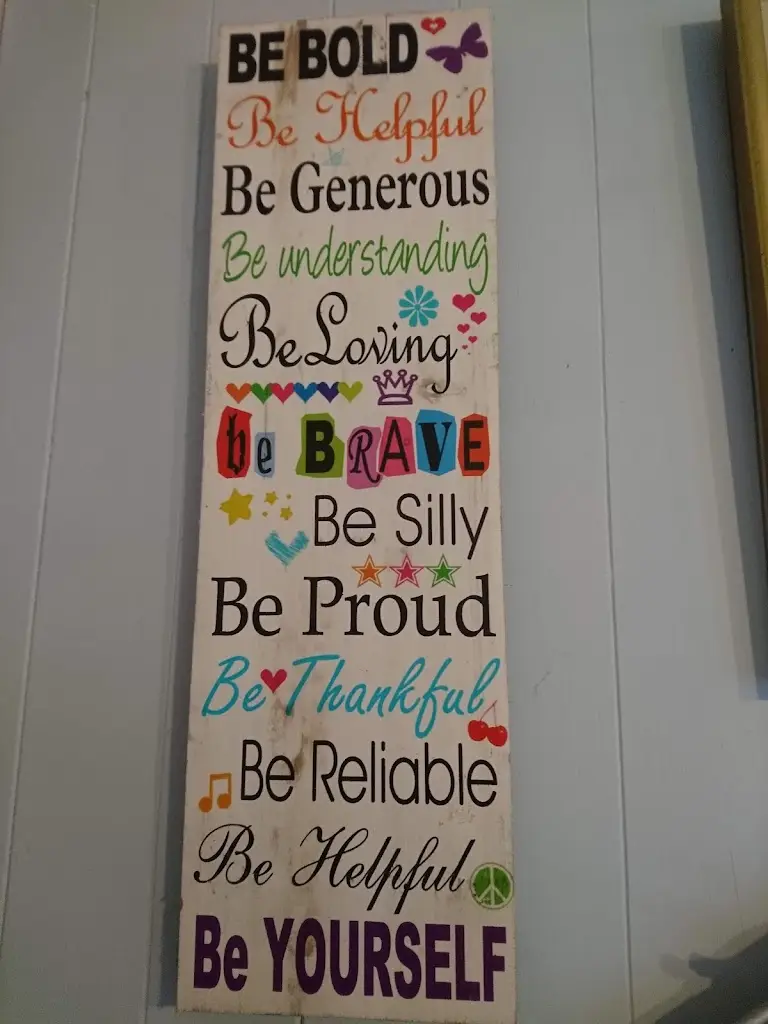 BE BOLD
Be Helpful
Be Generous
Be understanding
Be Loving
be BRAVE
Be Silly
Be Proud
Be Thankful
Be Reliable
Be Helpful
Be YOURSELF